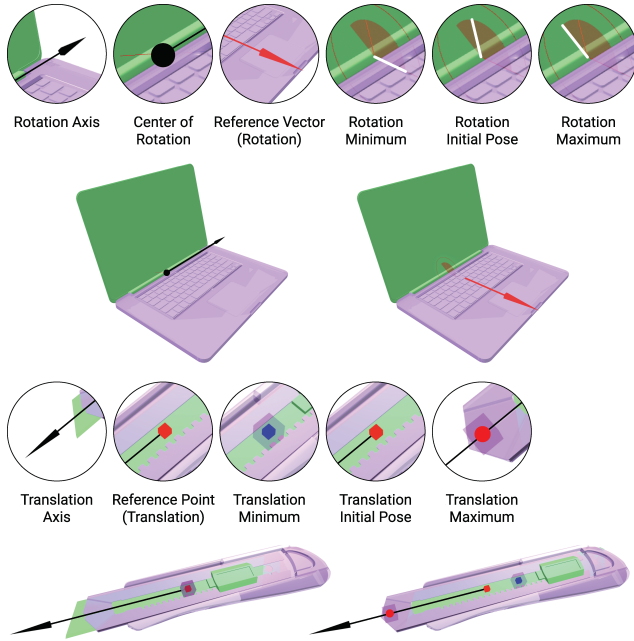 Rotation Axis
Center of
Rotation
Reference Vector
(Rotation)
Rotation
Minimum
Rotation
Initial Pose
Rotation
Maximum
Translation
Axis
Reference Point
(Translation)
Translation
Minimum
Translation
Initial Pose
Translation
Maximum